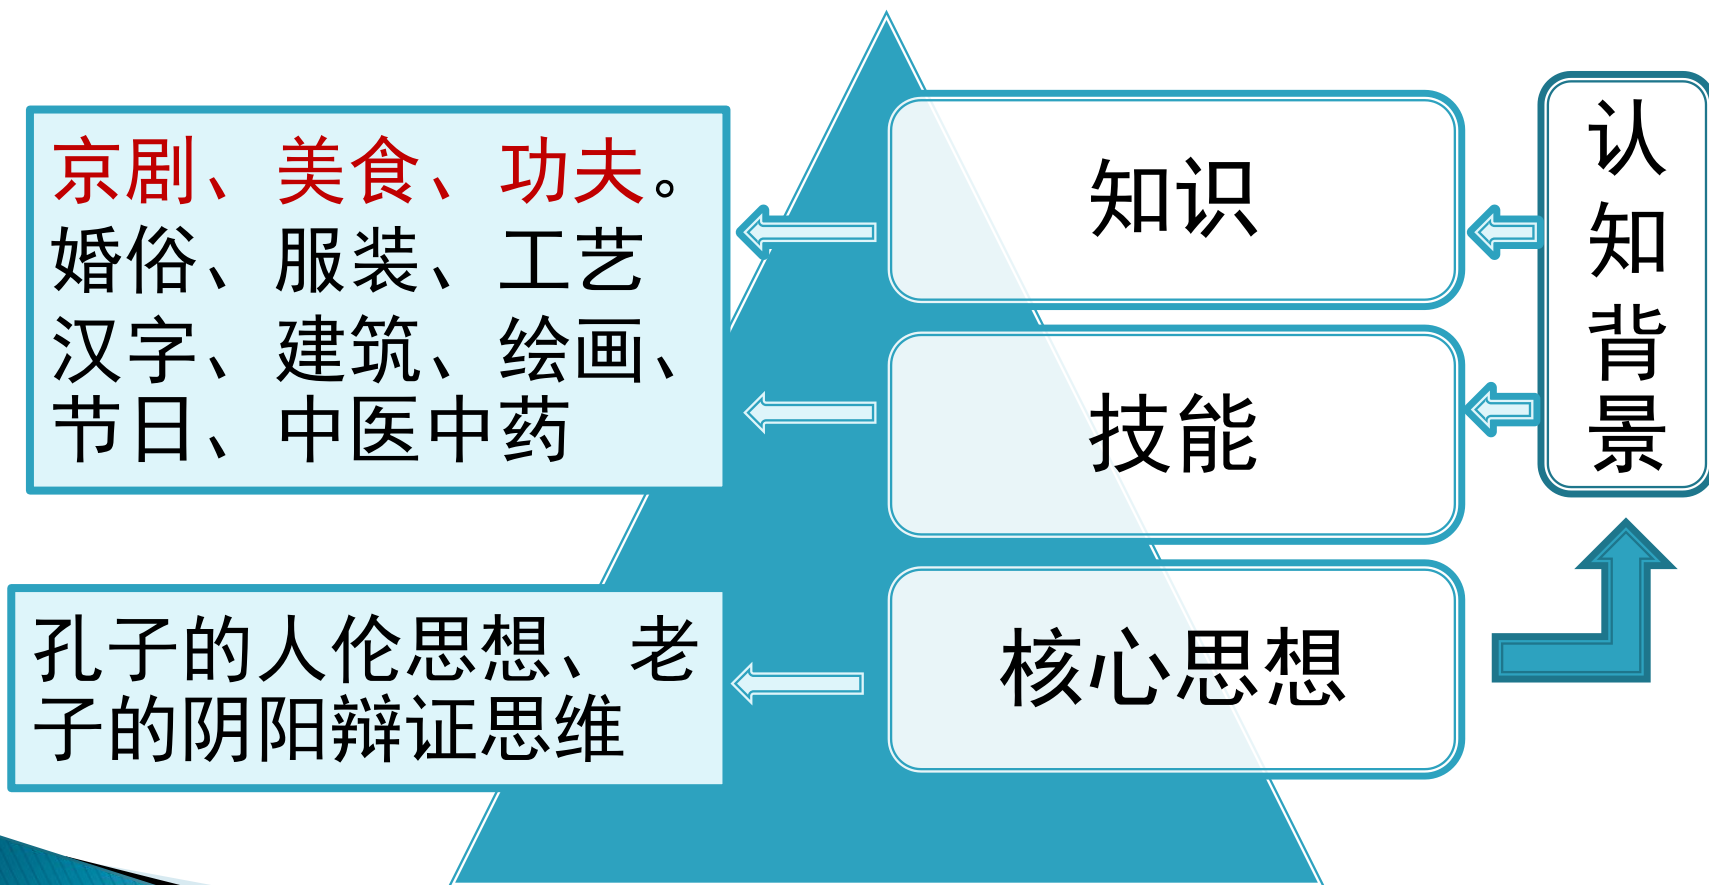 京剧、美食、功夫。
婚俗、服装、工艺
汉字、建筑、绘画、
节日、中医中药
孔子的人伦思想、老
子的阴阳辩证思维
知识
技能
核心思想
认
知
背
景